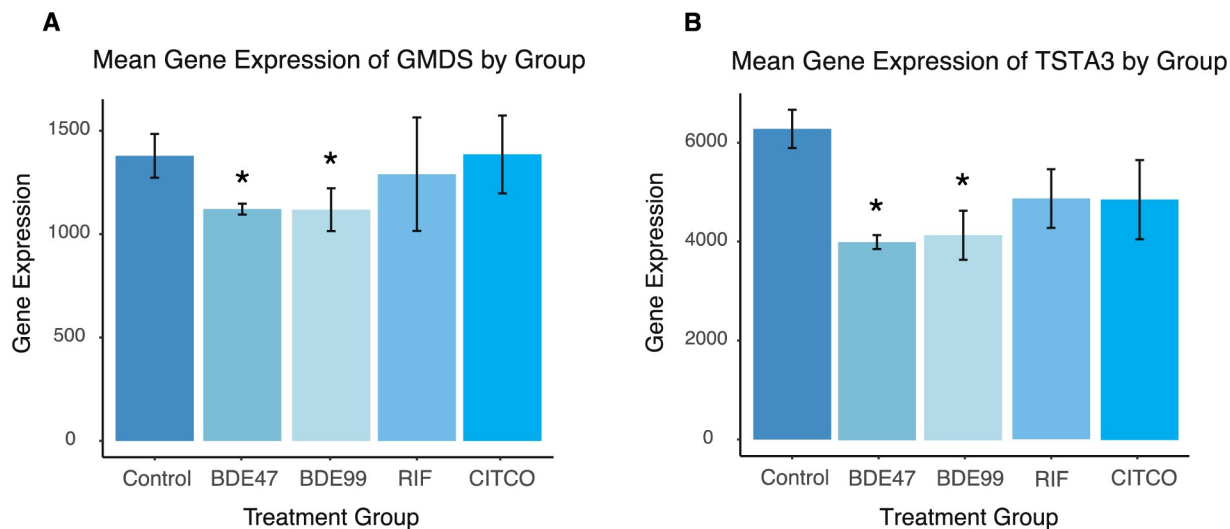 A
Mean Gene Expression of GMDS by Group
Gene Expression
1500
1000
500
0
*
*
Control BDE47 BDE99 RIF CITCO
Treatment Group
B
Mean Gene Expression of TSTA3 by Group
Gene Expression
6000
4000
2000
0
*
*
Control BDE47 BDE99 RIF CITCO
Treatment Group